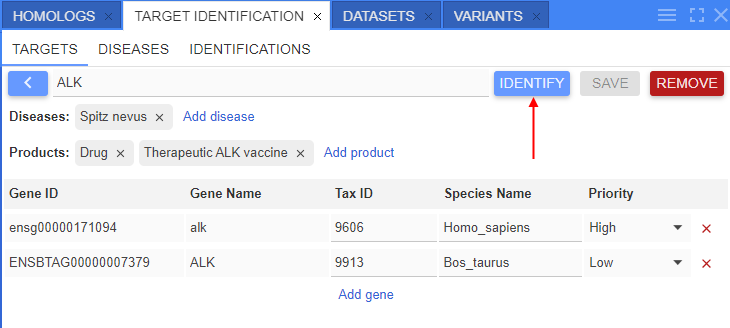 HOMOLOGS × TARGET IDENTIFICATION × DATASETS × VARIANTS ×
TARGETS DISEASES IDENTIFICATIONS
ALK IDENTIFY SAVE REMOVE
Diseases: Spitz nevus × Add disease
Products: Drug × Therapeutic ALK vaccine × Add product
Gene ID Gene Name Tax ID Species Name Priority
ensg00000171094 alk 9606 Homo_sapiens High
ENSBTAG00000007379 ALK 9913 Bos_taurus Low
Add gene